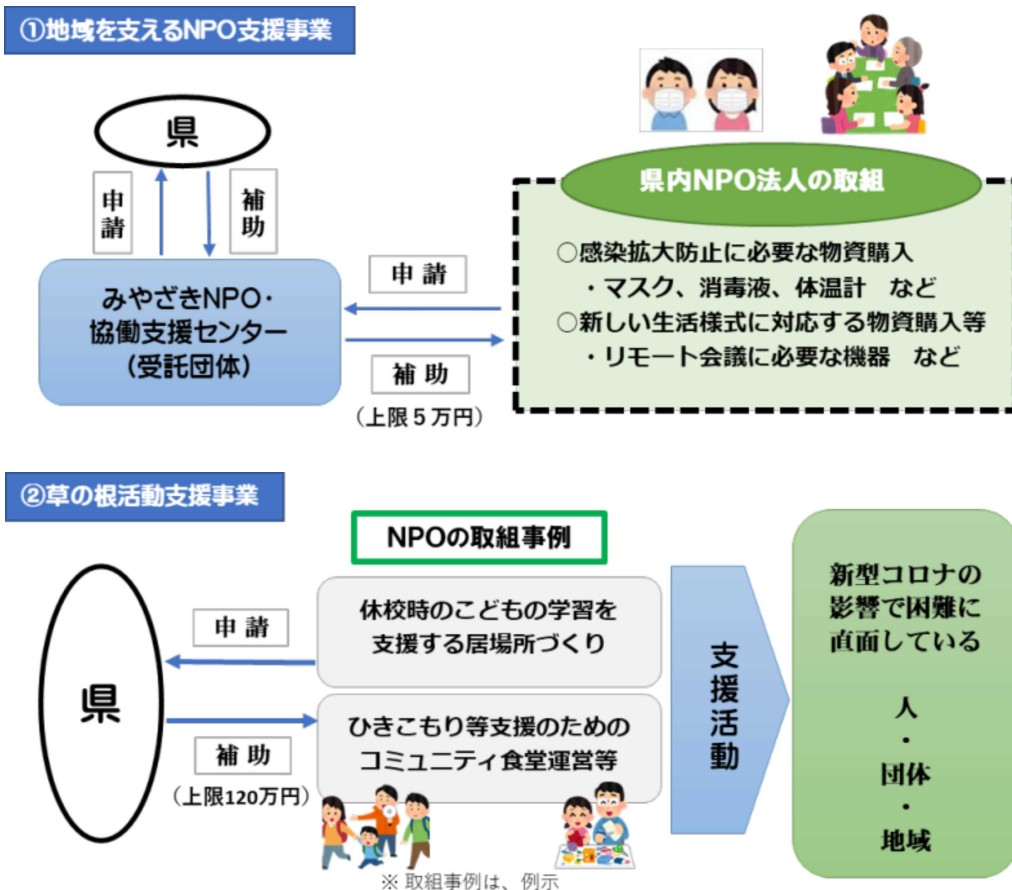 ①地域を支えるNPO支援事業
県
申請
補助
みやざきNPO・
協働支援センター
(受託団体)
申 請
補 助
(上限５万円)
県内NPO法人の取組
○感染拡大防止に必要な物資購入
・マスク、消毒液、体温計　など
○新しい生活様式に対応する物資購入等
・リモート会議に必要な機器　など
②草の根活動支援事業
県
申 請
補 助
(上限120万円)
NPOの取組事例
休校時のこどもの学習を
支援する居場所づくり
ひきこもり等支援のための
コミュニティ食堂運営等
※ 取組事例は、例示
支援活動
新型コロナの
影響で困難に
直面している
人
・
団体
・
地域